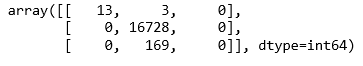 array([[   13,     3,     0],
       [    0, 16728,     0],
       [    0,   169,     0]], dtype=int64)